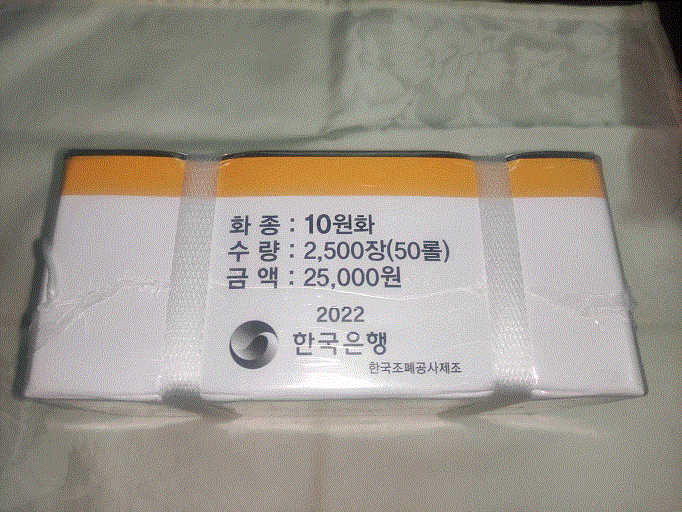 화 종 : 10원화
수 량 : 2,500장(50롤)
금 액 : 25,000원
2022
한국은행
한국조폐공사제조